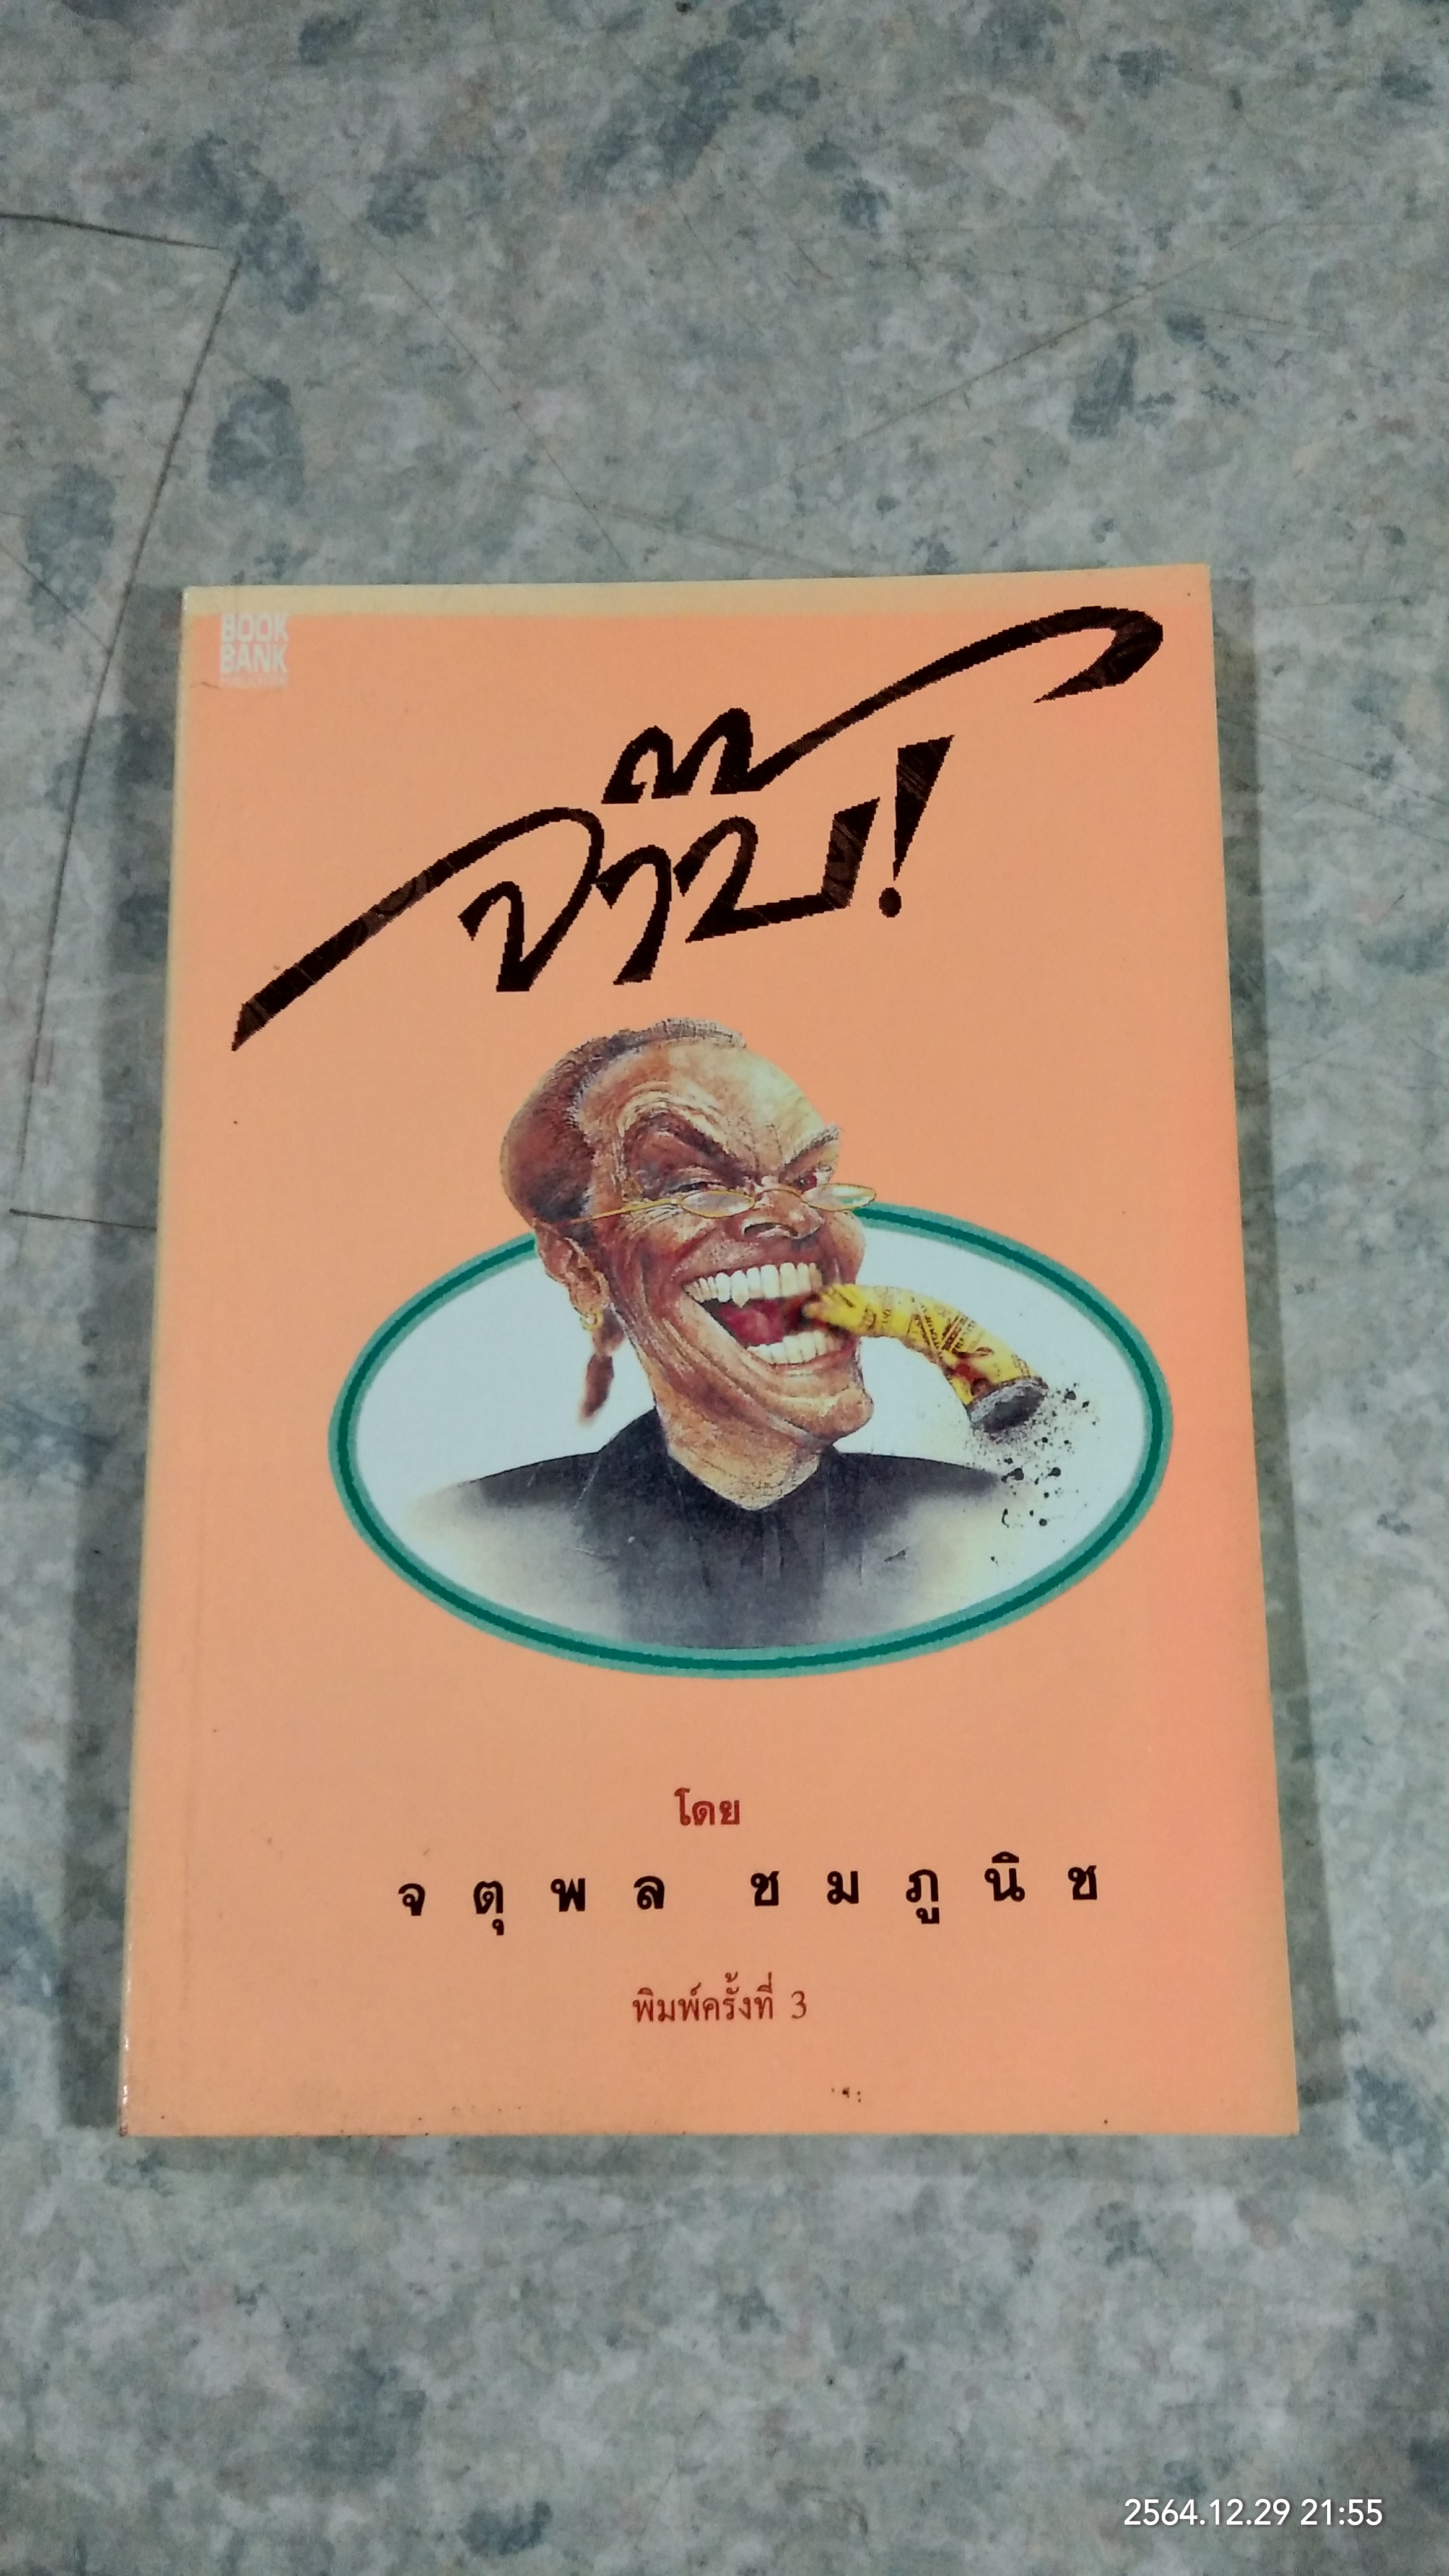 BOOK
BANK
PUBLICATION
จ๊าบ!
โดย
จตุพล ชมภูนิช
พิมพ์ครั้งที่ 3
2564.12.29 21:55